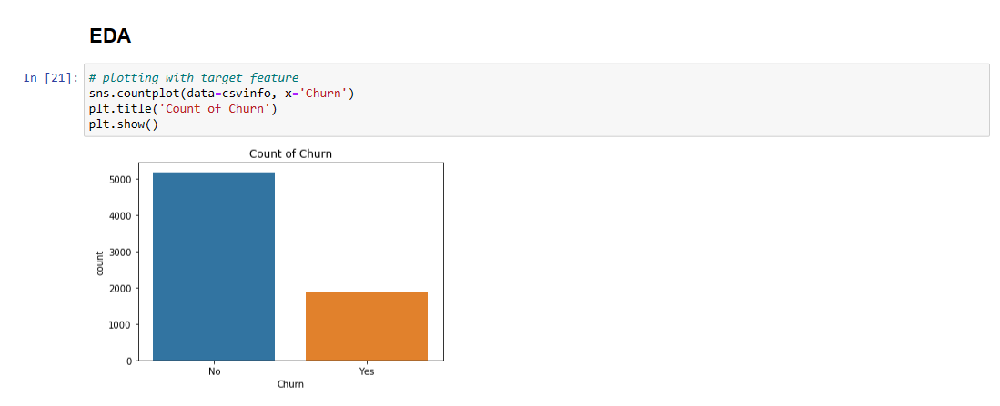 EDA
In [21]: # plotting with target feature
sns.countplot(data=csvinfo, x='Churn')
plt.title('Count of Churn')
plt.show()
Count of Churn
5000
4000
3000
2000
1000
0
count
No Yes
Churn